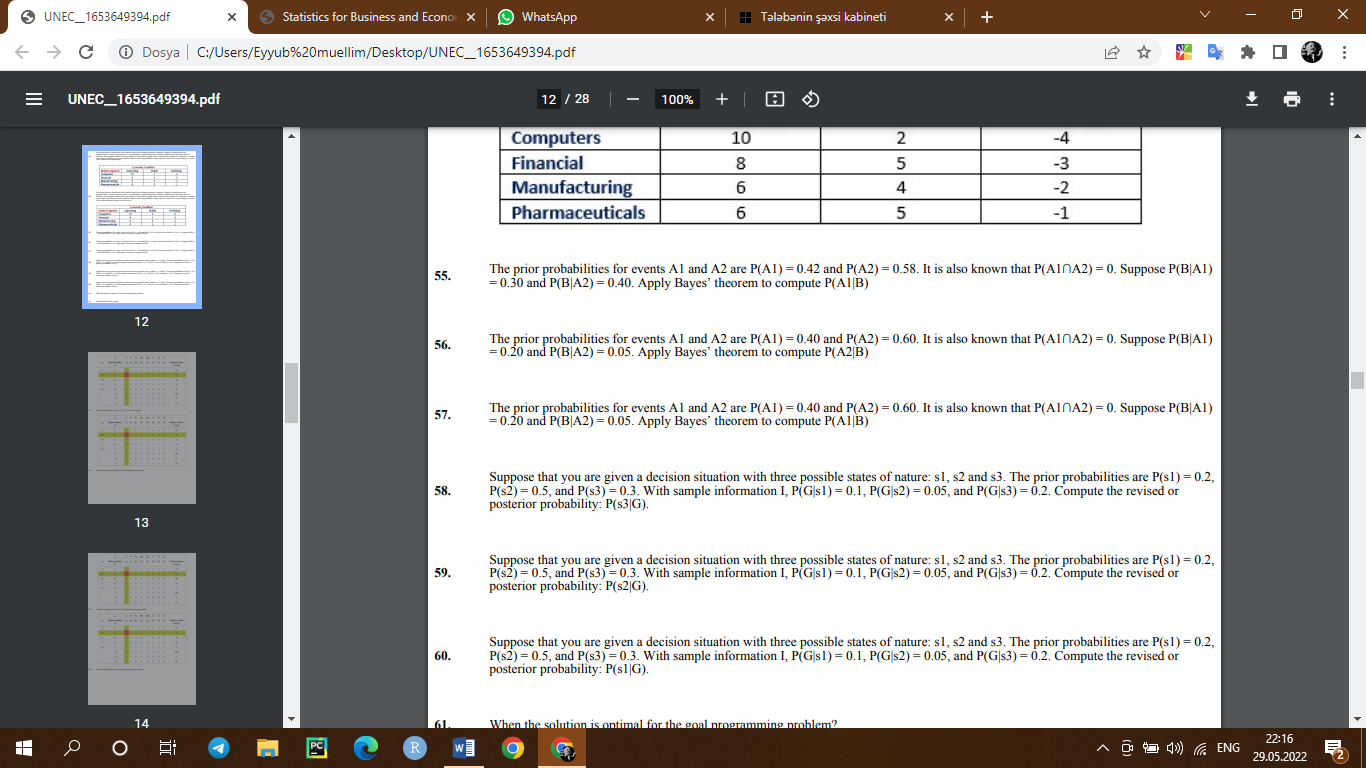 UNEC__1653649394.pdf
Statistics for Business and Econor
WhatsApp
Tələbənin şəxsi kabineti
Dosya
C:/Users/Eyyub%20muellim/Desktop/UNEC__1653649394.pdf
UNEC__1653649394.pdf
12 / 28
100%
Computers 10 2 -4
Financial 8 5 -3
Manufacturing 6 4 -2
Pharmaceuticals 6 5 -1
55. The prior probabilities for events A1 and A2 are P(A1) = 0.42 and P(A2) = 0.58. It is also known that P(A1∩A2) = 0. Suppose P(B|A1)
= 0.30 and P(B|A2) = 0.40. Apply Bayes’ theorem to compute P(A1|B)
56. The prior probabilities for events A1 and A2 are P(A1) = 0.40 and P(A2) = 0.60. It is also known that P(A1∩A2) = 0. Suppose P(B|A1)
= 0.20 and P(B|A2) = 0.05. Apply Bayes’ theorem to compute P(A2|B)
57. The prior probabilities for events A1 and A2 are P(A1) = 0.40 and P(A2) = 0.60. It is also known that P(A1∩A2) = 0. Suppose P(B|A1)
= 0.20 and P(B|A2) = 0.05. Apply Bayes’ theorem to compute P(A1|B)
Suppose that you are given a decision situation with three possible states of nature: s1, s2 and s3. The prior probabilities are P(s1) = 0.2,
58. P(s2) = 0.5, and P(s3) = 0.3. With sample information I, P(G|s1) = 0.1, P(G|s2) = 0.05, and P(G|s3) = 0.2. Compute the revised or
posterior probability: P(s3|G).
Suppose that you are given a decision situation with three possible states of nature: s1, s2 and s3. The prior probabilities are P(s1) = 0.2,
59. P(s2) = 0.5, and P(s3) = 0.3. With sample information I, P(G|s1) = 0.1, P(G|s2) = 0.05, and P(G|s3) = 0.2. Compute the revised or
posterior probability: P(s2|G).
Suppose that you are given a decision situation with three possible states of nature: s1, s2 and s3. The prior probabilities are P(s1) = 0.2,
60. P(s2) = 0.5, and P(s3) = 0.3. With sample information I, P(G|s1) = 0.1, P(G|s2) = 0.05, and P(G|s3) = 0.2. Compute the revised or
posterior probability: P(s1|G).
61. When the solution is optimal for the goal programming problem?
12
13
14
PC
R
W
ENG
22:16
29.05.2022
2